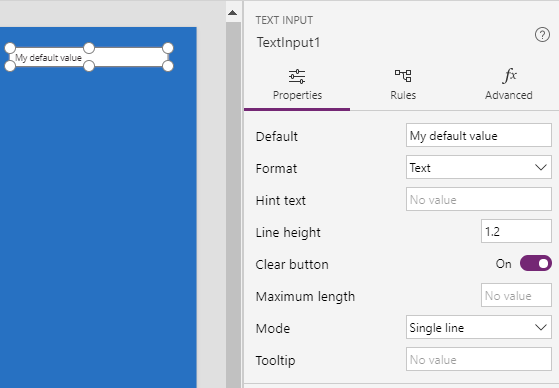 My default value
TEXT INPUT
TextInput1
?
Properties
Rules
fx
Advanced
Default
My default value
Format
Text
Hint text
No value
Line height
1.2
Clear button
On
Maximum length
No value
Mode
Single line
Tooltip
No value